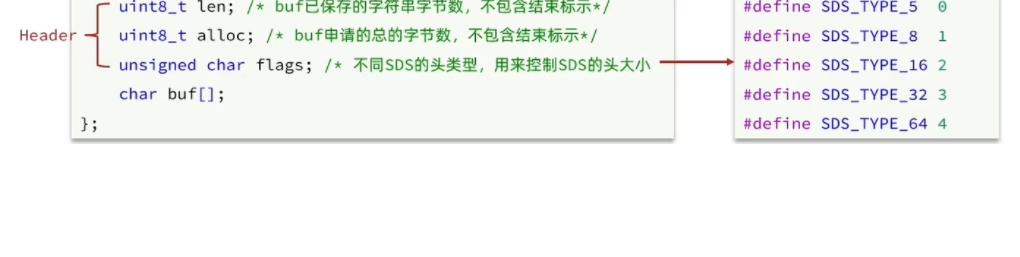 uint8_t len; /* buf已保存的字符串字节数，不包含结束标示*/
Header
uint8_t alloc; /* buf申请的总的字节数，不包含结束标示*/
unsigned char flags; /* 不同SDS的头类型，用来控制SDS的头大小
char buf[];
};
#define SDS_TYPE_5 0
#define SDS_TYPE_8 1
#define SDS_TYPE_16 2
#define SDS_TYPE_32 3
#define SDS_TYPE_64 4